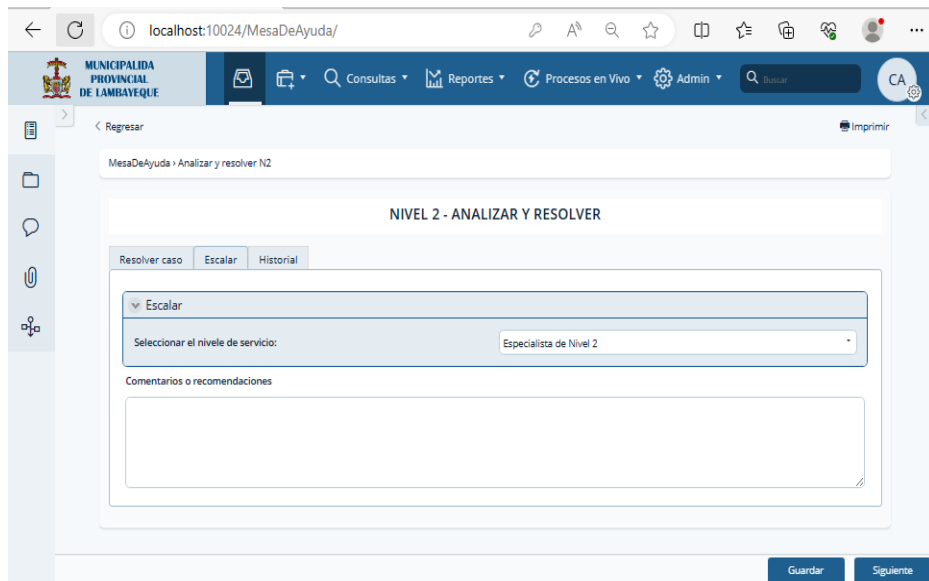 localhost:10024/MesaDeAyuda/
MUNICIPALIDA
PROVINCIAL
DE LAMBAYEQUE
Consultas
Reportes
Procesos en Vivo
Admin
Buscar
CA
Regresar
Imprimir
MesaDeAyuda › Analizar y resolver N2
NIVEL 2 - ANALIZAR Y RESOLVER
Resolver caso
Escalar
Historial
Escalar
Seleccionar el nivele de servicio:
Especialista de Nivel 2
Comentarios o recomendaciones
Guardar
Siguiente